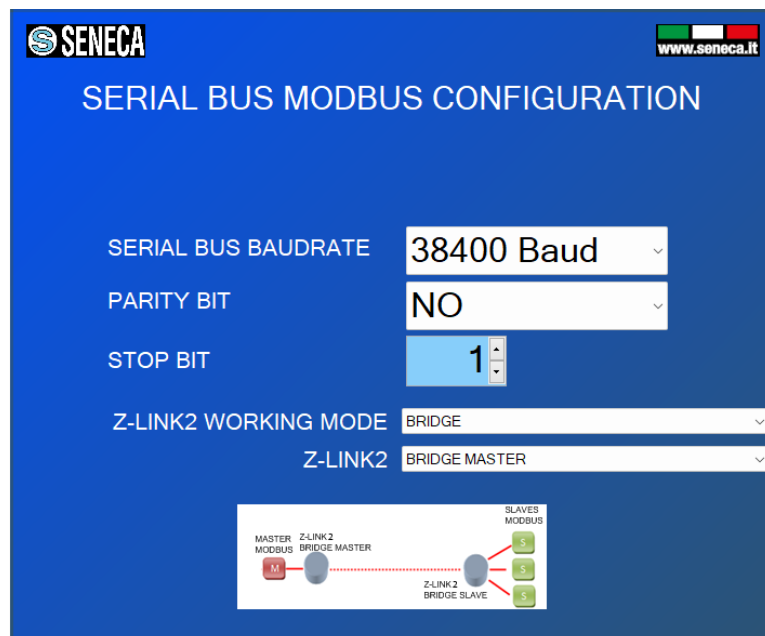 SENECA
www.seneca.it
SERIAL BUS MODBUS CONFIGURATION
SERIAL BUS BAUDRATE 38400 Baud
PARITY BIT NO
STOP BIT 1
Z-LINK2 WORKING MODE BRIDGE
Z-LINK2 BRIDGE MASTER
SLAVES
MODBUS
MASTER Z-LINK2
MODBUS BRIDGE MASTER
S
M
S
Z-LINK2
BRIDGE SLAVE
S